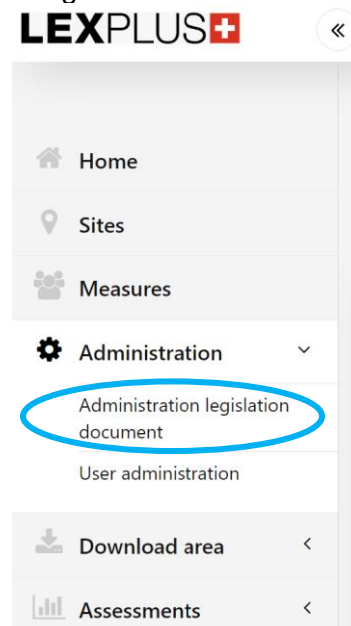 LEXPLUS
Home
Sites
Measures
Administration
Administration legislation
document
User administration
Download area
Assessments